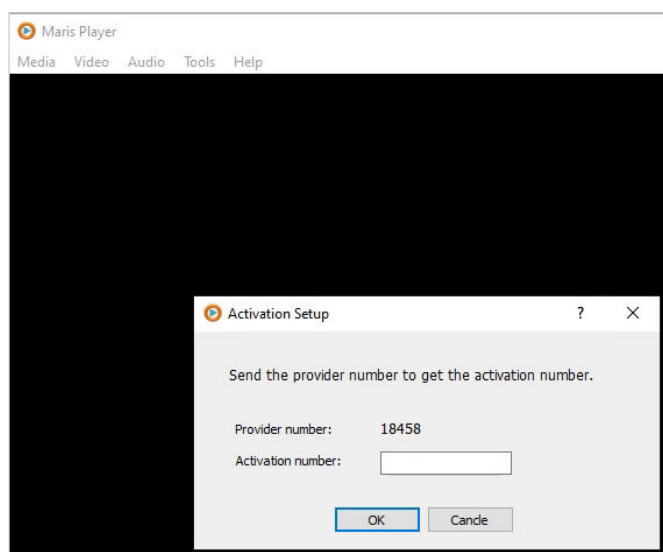 Maris Player
Media Video Audio Tools Help
Activation Setup ?
Send the provider number to get the activation number.
Provider number: 18458
Activation number:
OK Cancle